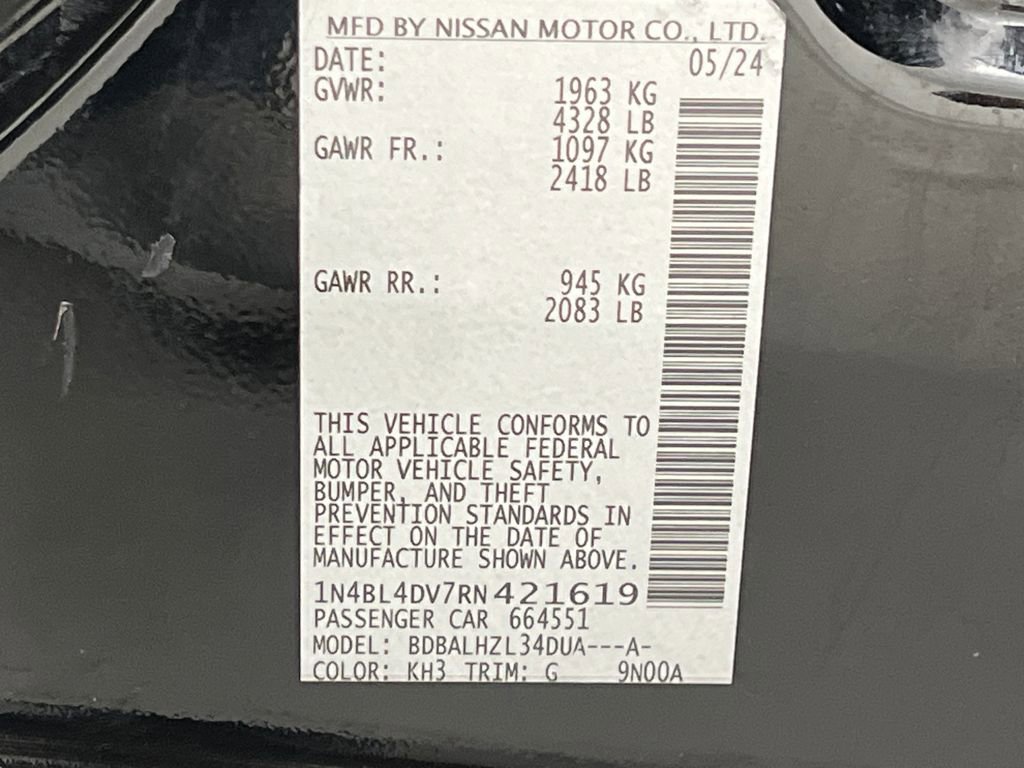 MFD BY NISSAN MOTOR CO., LTD.
DATE: 05/24
GVWR: 1963 KG
4328 LB
GAWR FR.: 1097 KG
2418 LB
GAWR RR.: 945 KG
2083 LB
THIS VEHICLE CONFORMS TO
ALL APPLICABLE FEDERAL
MOTOR VEHICLE SAFETY,
BUMPER, AND THEFT
PREVENTION STANDARDS IN
EFFECT ON THE DATE OF
MANUFACTURE SHOWN ABOVE.
1N4BL4DV7RN421619
PASSENGER CAR 664551
MODEL: BDBALHZL34DUA---A-
COLOR: KH3 TRIM: G 9N00A